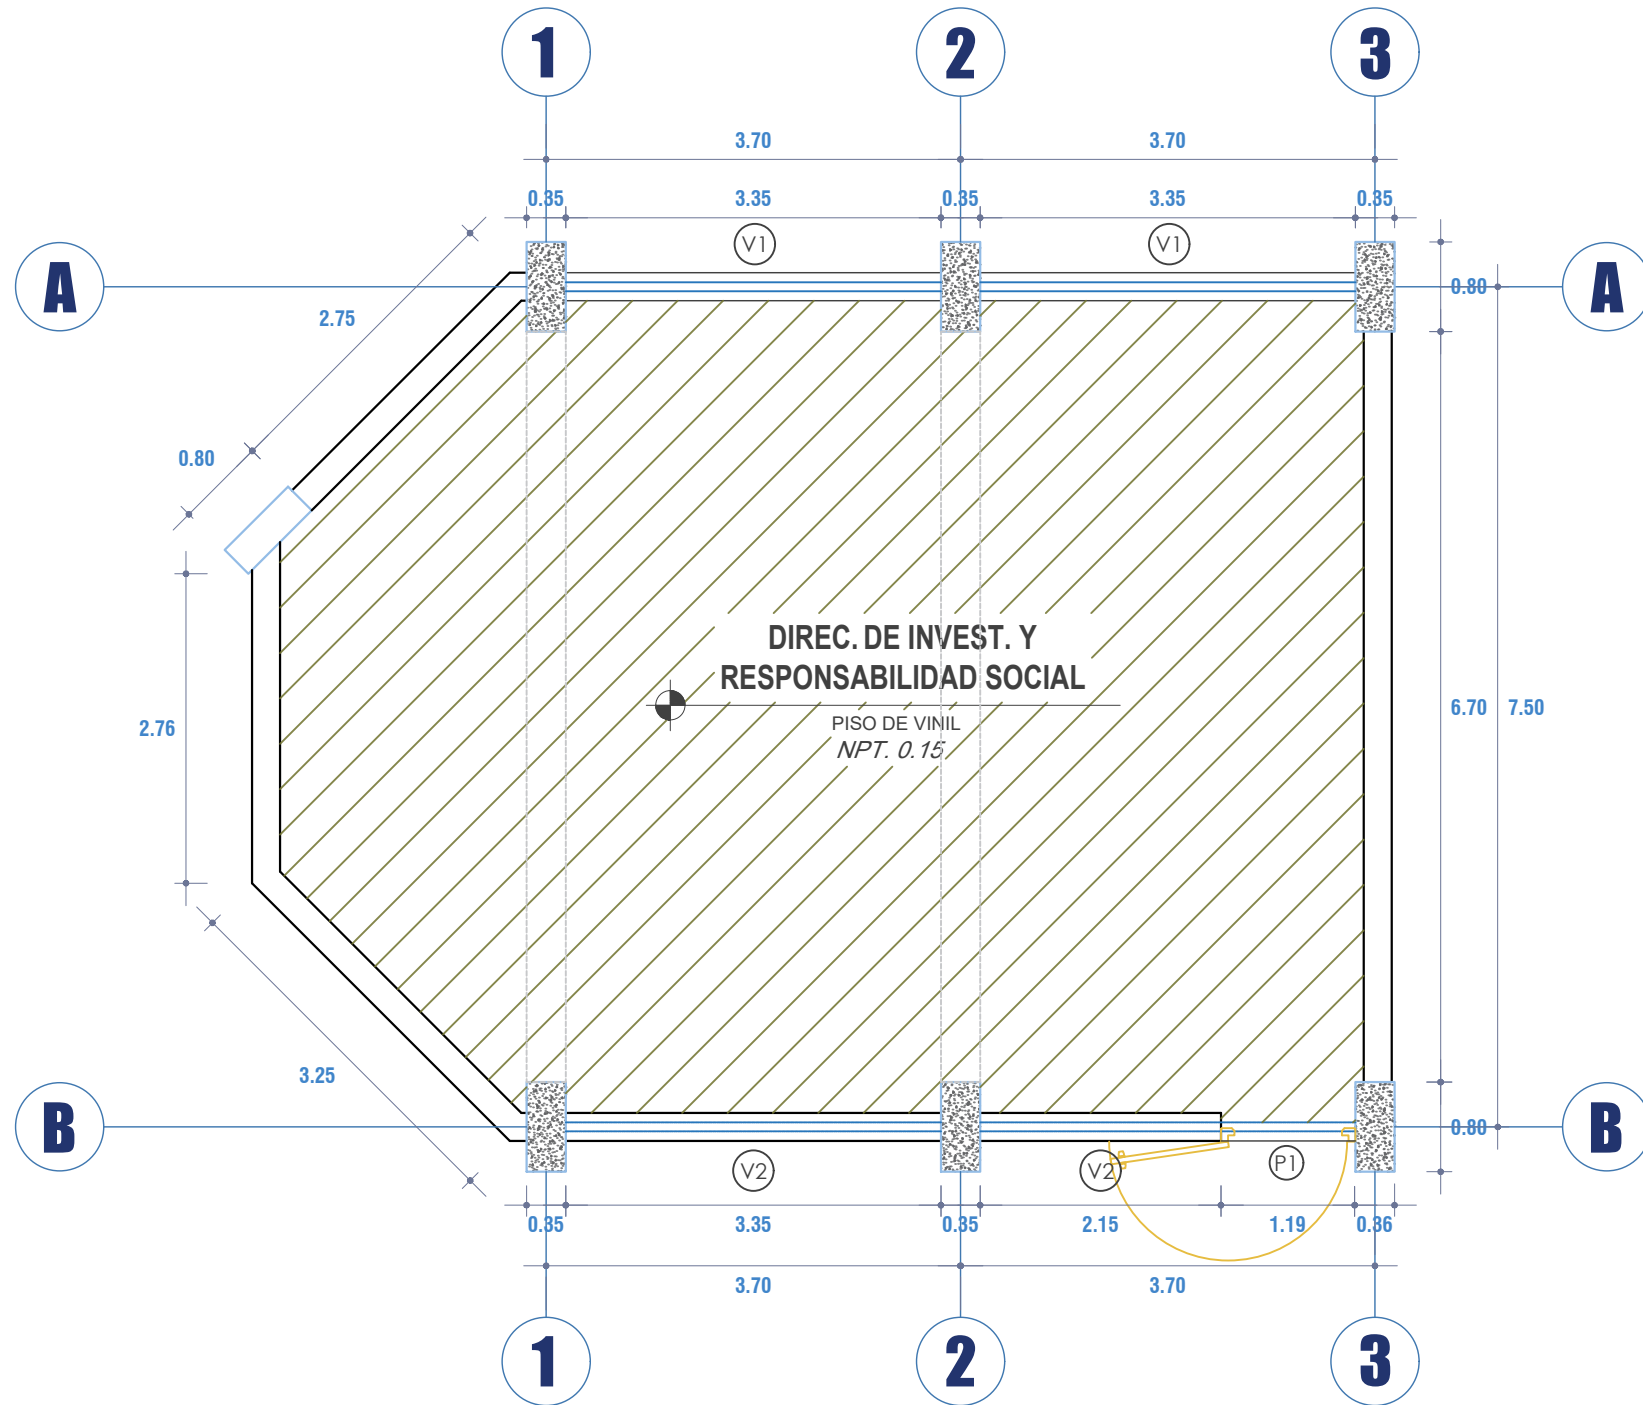 1 2 3
3.70 3.70
0.35 3.35 0.35 3.35 0.35
V1 V1
A 0.80 A
2.75
0.80
DIREC. DE INVEST. Y
RESPONSABILIDAD SOCIAL
6.70 7.50
PISO DE VINIL
2.76
NPT. 0.15
3.25
B 0.80 B
V2 V2 P1
0.35 3.35 0.35 2.15 1.19 0.36
3.70 3.70
1 2 3